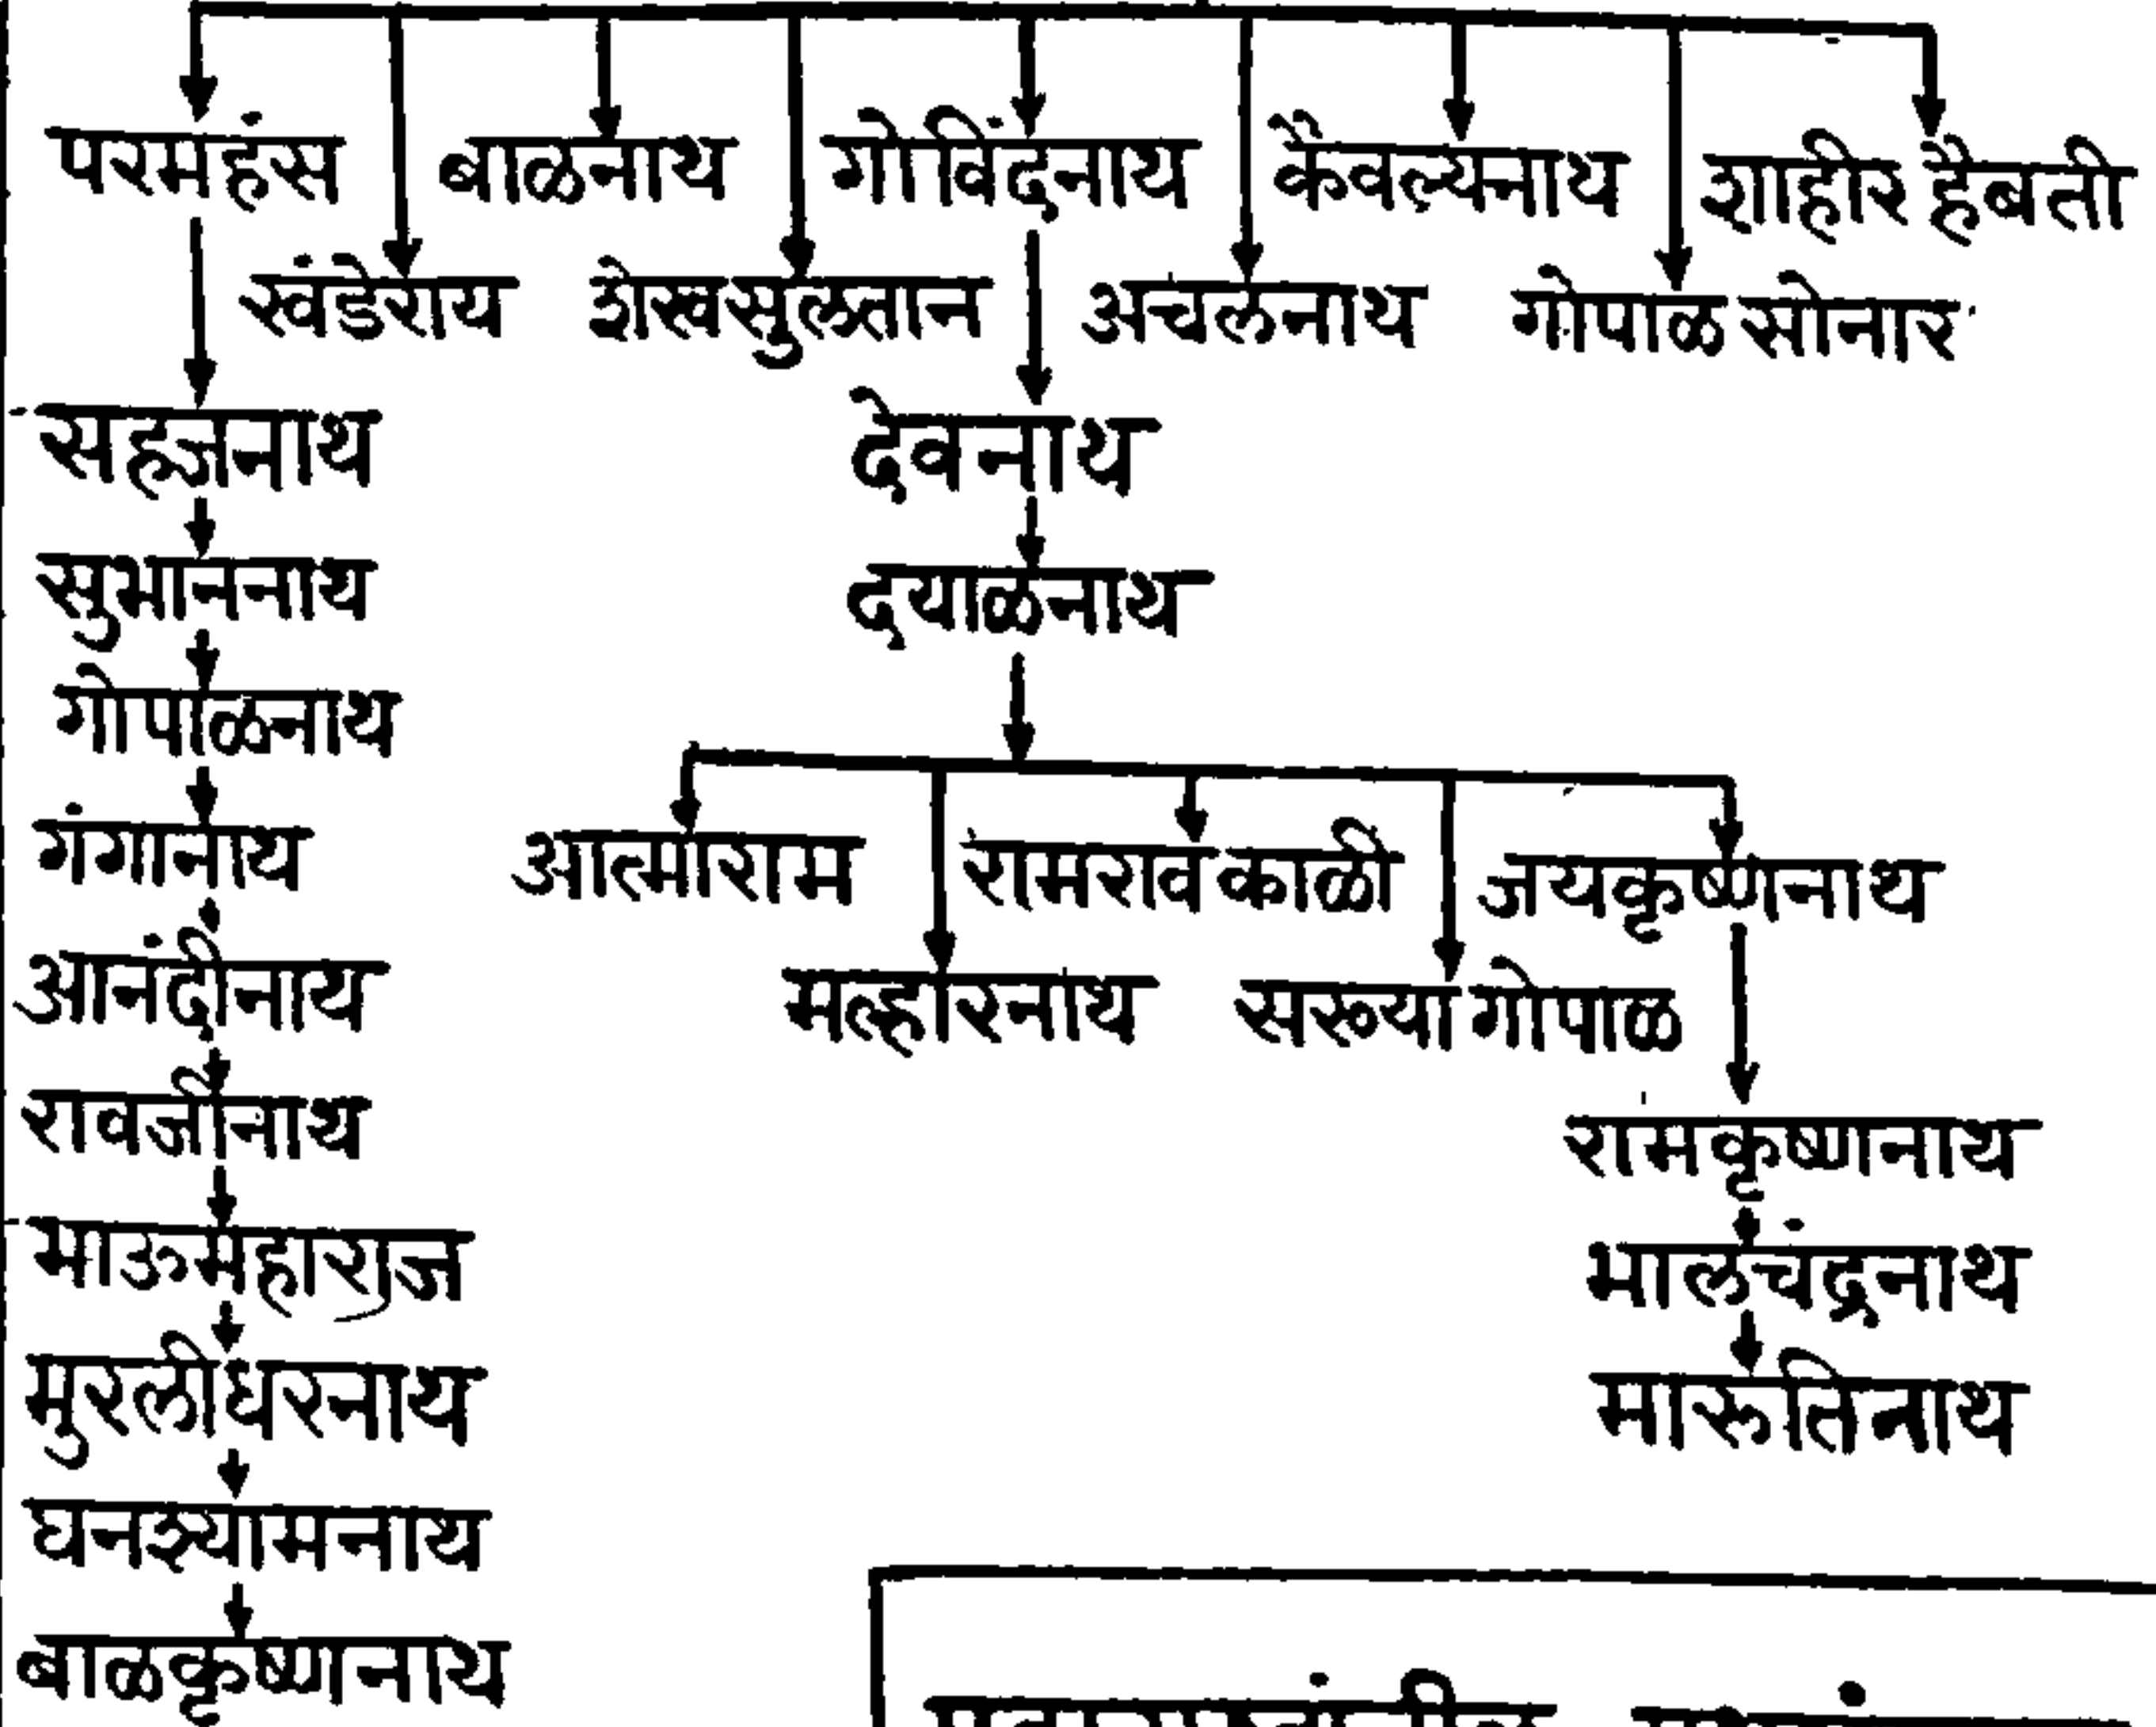 परमहंस बाळनाथ गोविंदनाथ कैवल्यनाथ शाहीर हैबती
खंडेराय शेखसुलतान अचलनाथ गोपाळ सोनार
सहजनाथ देवनाथ
सुभाननाथ दयाळनाथ
गोपाळनाथ
गंगानाथ आत्माराम रामराव काळी जयकृष्णनाथ
आनंदीनाथ मल्हारनाथ सरूया गोपाळ
रावजीनाथ रामकृष्णनाथ
माऊमहाराज भालचंद्रनाथ
मुरलीधरनाथ मारूतिनाथ
घनश्यामनाथ
बाळकृष्णनाथ